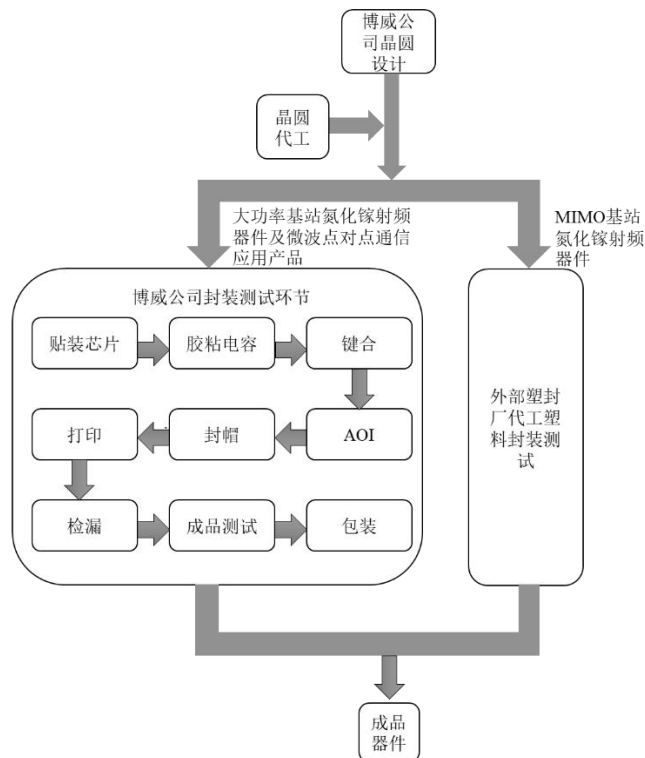 博威公
司晶圆
设计
晶圆
代工
大功率基站氮化镓射频
器件及微波点对点通信
应用产品
MIMO基站
氮化镓射频
器件
博威公司封装测试环节
贴装芯片
胶粘电容
键合
打印
封帽
AOI
检漏
成品测试
包装
外部塑封
厂代工塑
料封装测
试
成品
器件